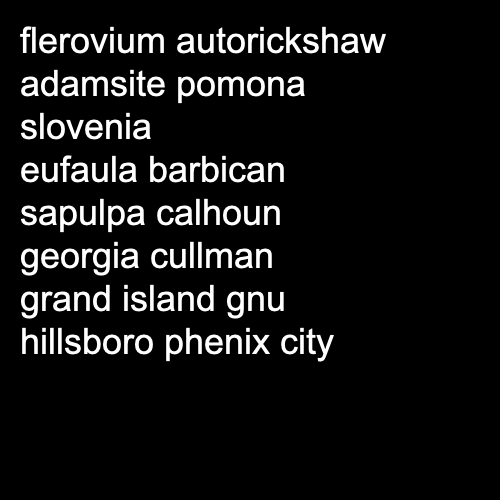 flerovium autorickshaw
adamsite pomona
slovenia
eufaula barbican
sapulpa calhoun
georgia cullman
grand island gnu
hillsboro phenix city